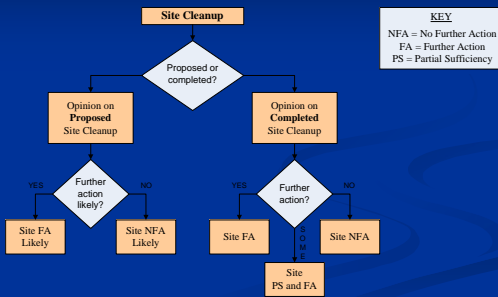 Site Cleanup
KEY
NFA = No Further Action
FA = Further Action
PS = Partial Sufficiency
Proposed or
completed?
Opinion on
Proposed
Site Cleanup
Opinion on
Completed
Site Cleanup
YES
Further
action
likely?
NO
YES
Further
action?
NO
Site FA
Likely
Site NFA
Likely
Site FA
SOME
Site NFA
Site
PS and FA